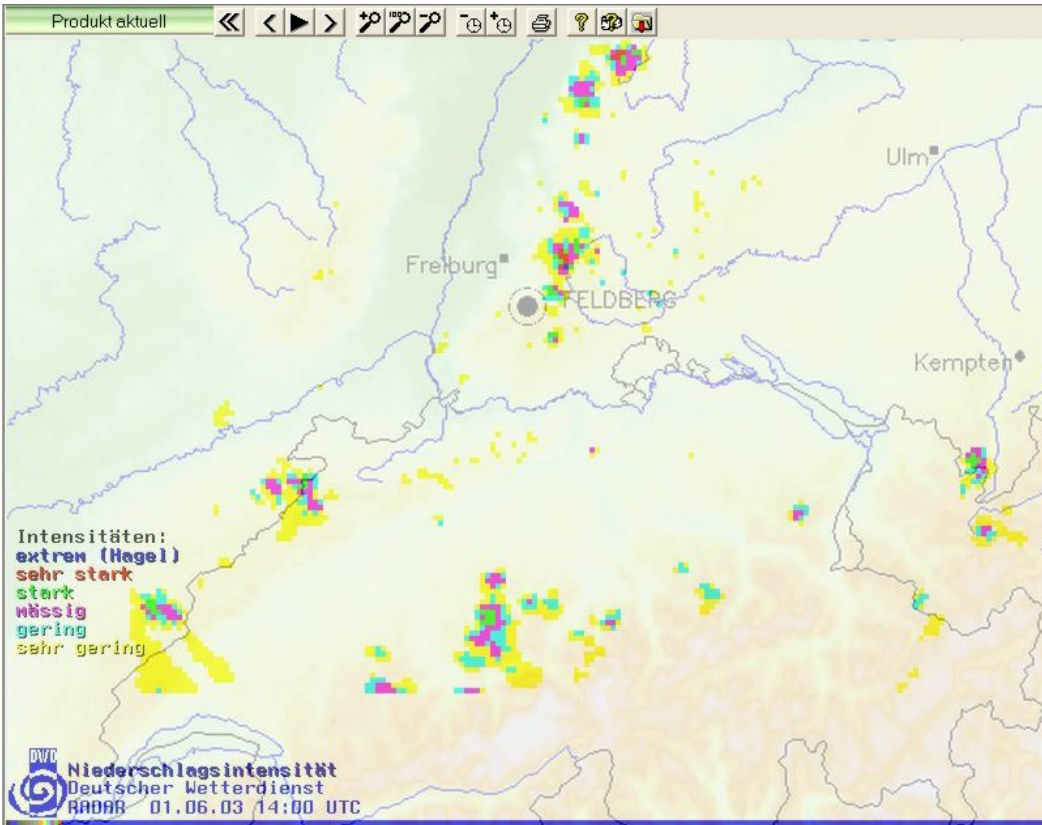 Produkt aktuell
100%
Ulm
Freiburg
FELDBERG
Kempten
Intensitäten:
extrem (Hagel)
sehr stark
stark
mässig
gering
sehr gering
DWD
Niederschlagsintensität
Deutscher Wetterdienst
RADAR 01.06.03 14:00 UTC